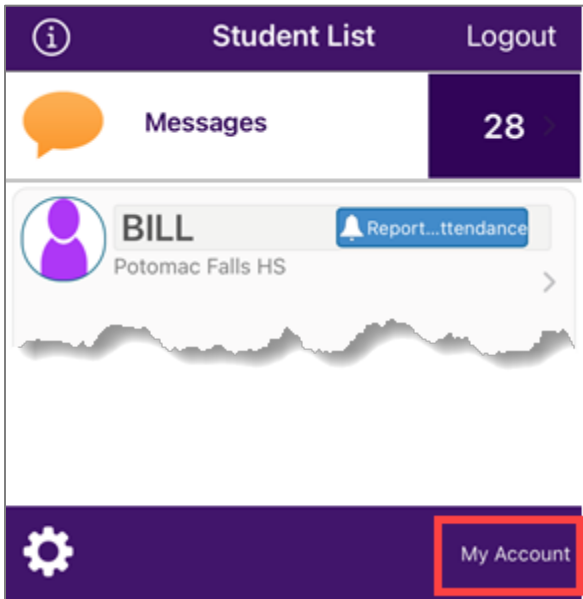 Student List Logout
Messages 28
BILL Report...ttendance
Potomac Falls HS
My Account